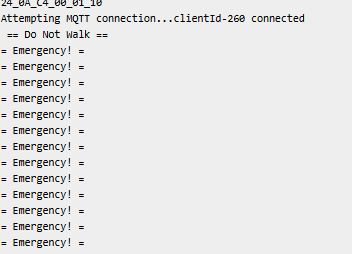 24_0A_C4_00_01_10
Attempting MQTT connection...clientId-260 connected
== Do Not Walk ==
= Emergency! =
= Emergency! =
= Emergency! =
= Emergency! =
= Emergency! =
= Emergency! =
= Emergency! =
= Emergency! =
= Emergency! =
= Emergency! =
= Emergency! =
= Emergency! =
= Emergency! =